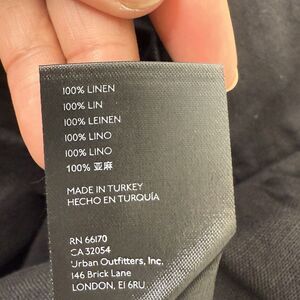 100% LINEN
100% LIN
100% LEINEN
100% LINO
100% LINO
100% 亚麻
MADE IN TURKEY
HECHO EN TURQUÍA
RN 66170
CA 32054
Urban Outfitters, Inc.
146 Brick Lane
LONDON, E1 6RU